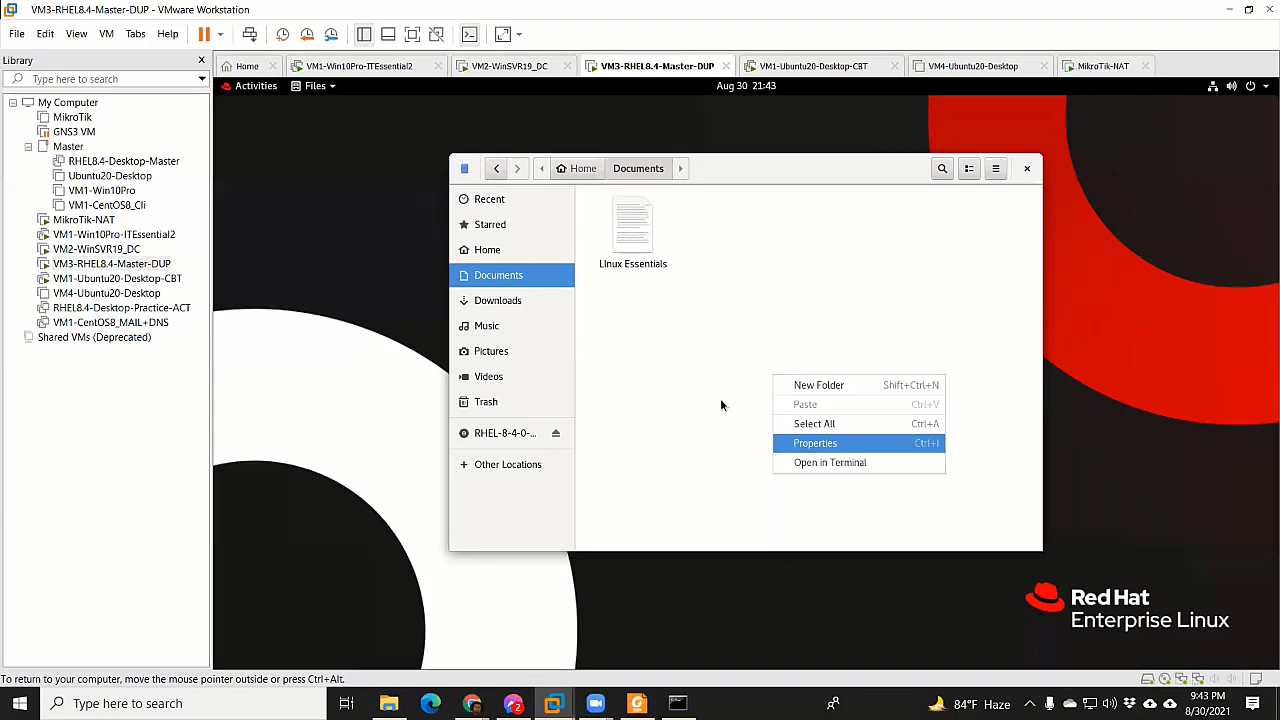 VM3-RHEL8.4-Master-DUP - VMware Workstation
File Edit View VM Tabs Help
Library
Type here to search
My Computer
MikroTik
GNS3 VM
Master
RHEL8.4-Desktop-Master
Ubuntu20-Desktop
VM1-Win10Pro
VM1-CentOS8_Cli
MikroTik-NAT
VM1-Win10Pro-ITEssential2
VM2-WinSVR19_DC
VM3-RHEL8.4-Master-DUP
VM1-Ubuntu20-Desktop-CBT
VM4-Ubuntu20-Desktop
RHEL8.4-Desktop-Practice-ACT
VM1-CentOS8_MAIL+DNS
Shared VMs (Deprecated)
Home VM1-Win10Pro-ITEssential2 VM2-WinSVR19_DC VM3-RHEL8.4-Master-DUP VM1-Ubuntu20-Desktop-CBT VM4-Ubuntu20-Desktop MikroTik-NAT
Activities Files Aug 30 21:43
Home Documents
Recent
Starred
Home
Documents
Downloads
Music
Pictures
Videos
Trash
RHEL-8-4-0-...
Other Locations
LInux Essentials
New Folder Shift+Ctrl+N
Paste Ctrl+V
Select All Ctrl+A
Properties Ctrl+I
Open in Terminal
Red Hat
Enterprise Linux
To return to your computer, move the mouse pointer outside or press Ctrl+Alt.
Type here to search
2
84°F Haze
9:43 PM
8/30/2021